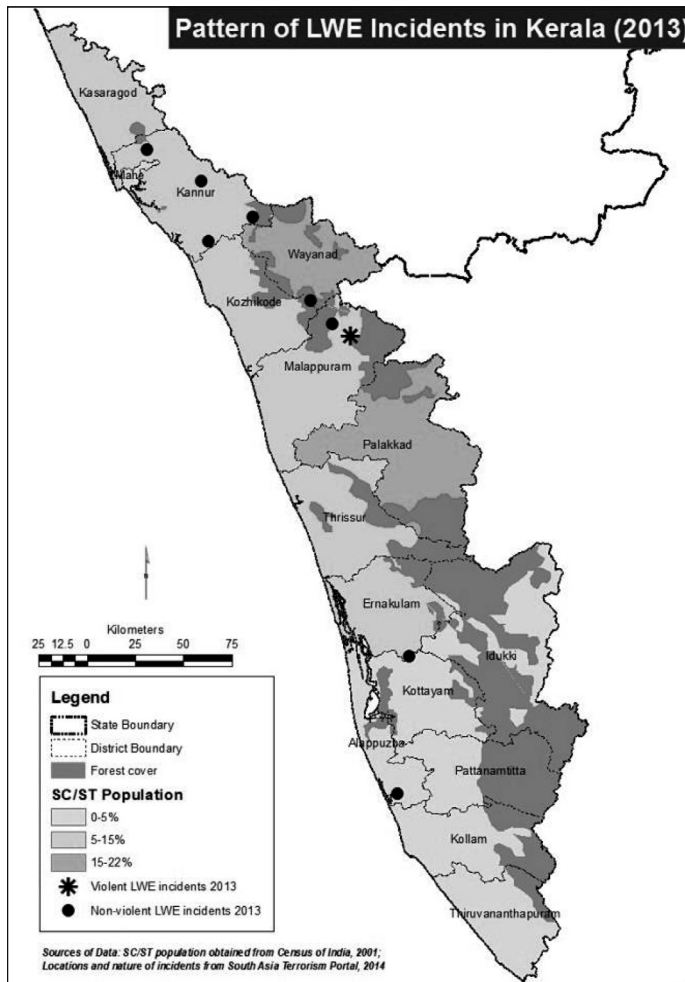 Pattern of LWE Incidents in Kerala (2013)
Kasaragod
Mahe
Kannur
Wayanad
Kozhikode
Malappuram
Palakkad
Thrissur
Ernakulam
Idukki
Kottayam
Alappuzha
Pattanamtitta
Kollam
Thiruvananthapuram
Kilometers
25 12.5 0 25 50 75
Legend
State Boundary
District Boundary
Forest cover
SC/ST Population
0-5%
5-15%
15-22%
Violent LWE incidents 2013
Non-violent LWE incidents 2013
Sources of Data: SC/ST population obtained from Census of India, 2001;
Locations and nature of incidents from South Asia Terrorism Portal, 2014